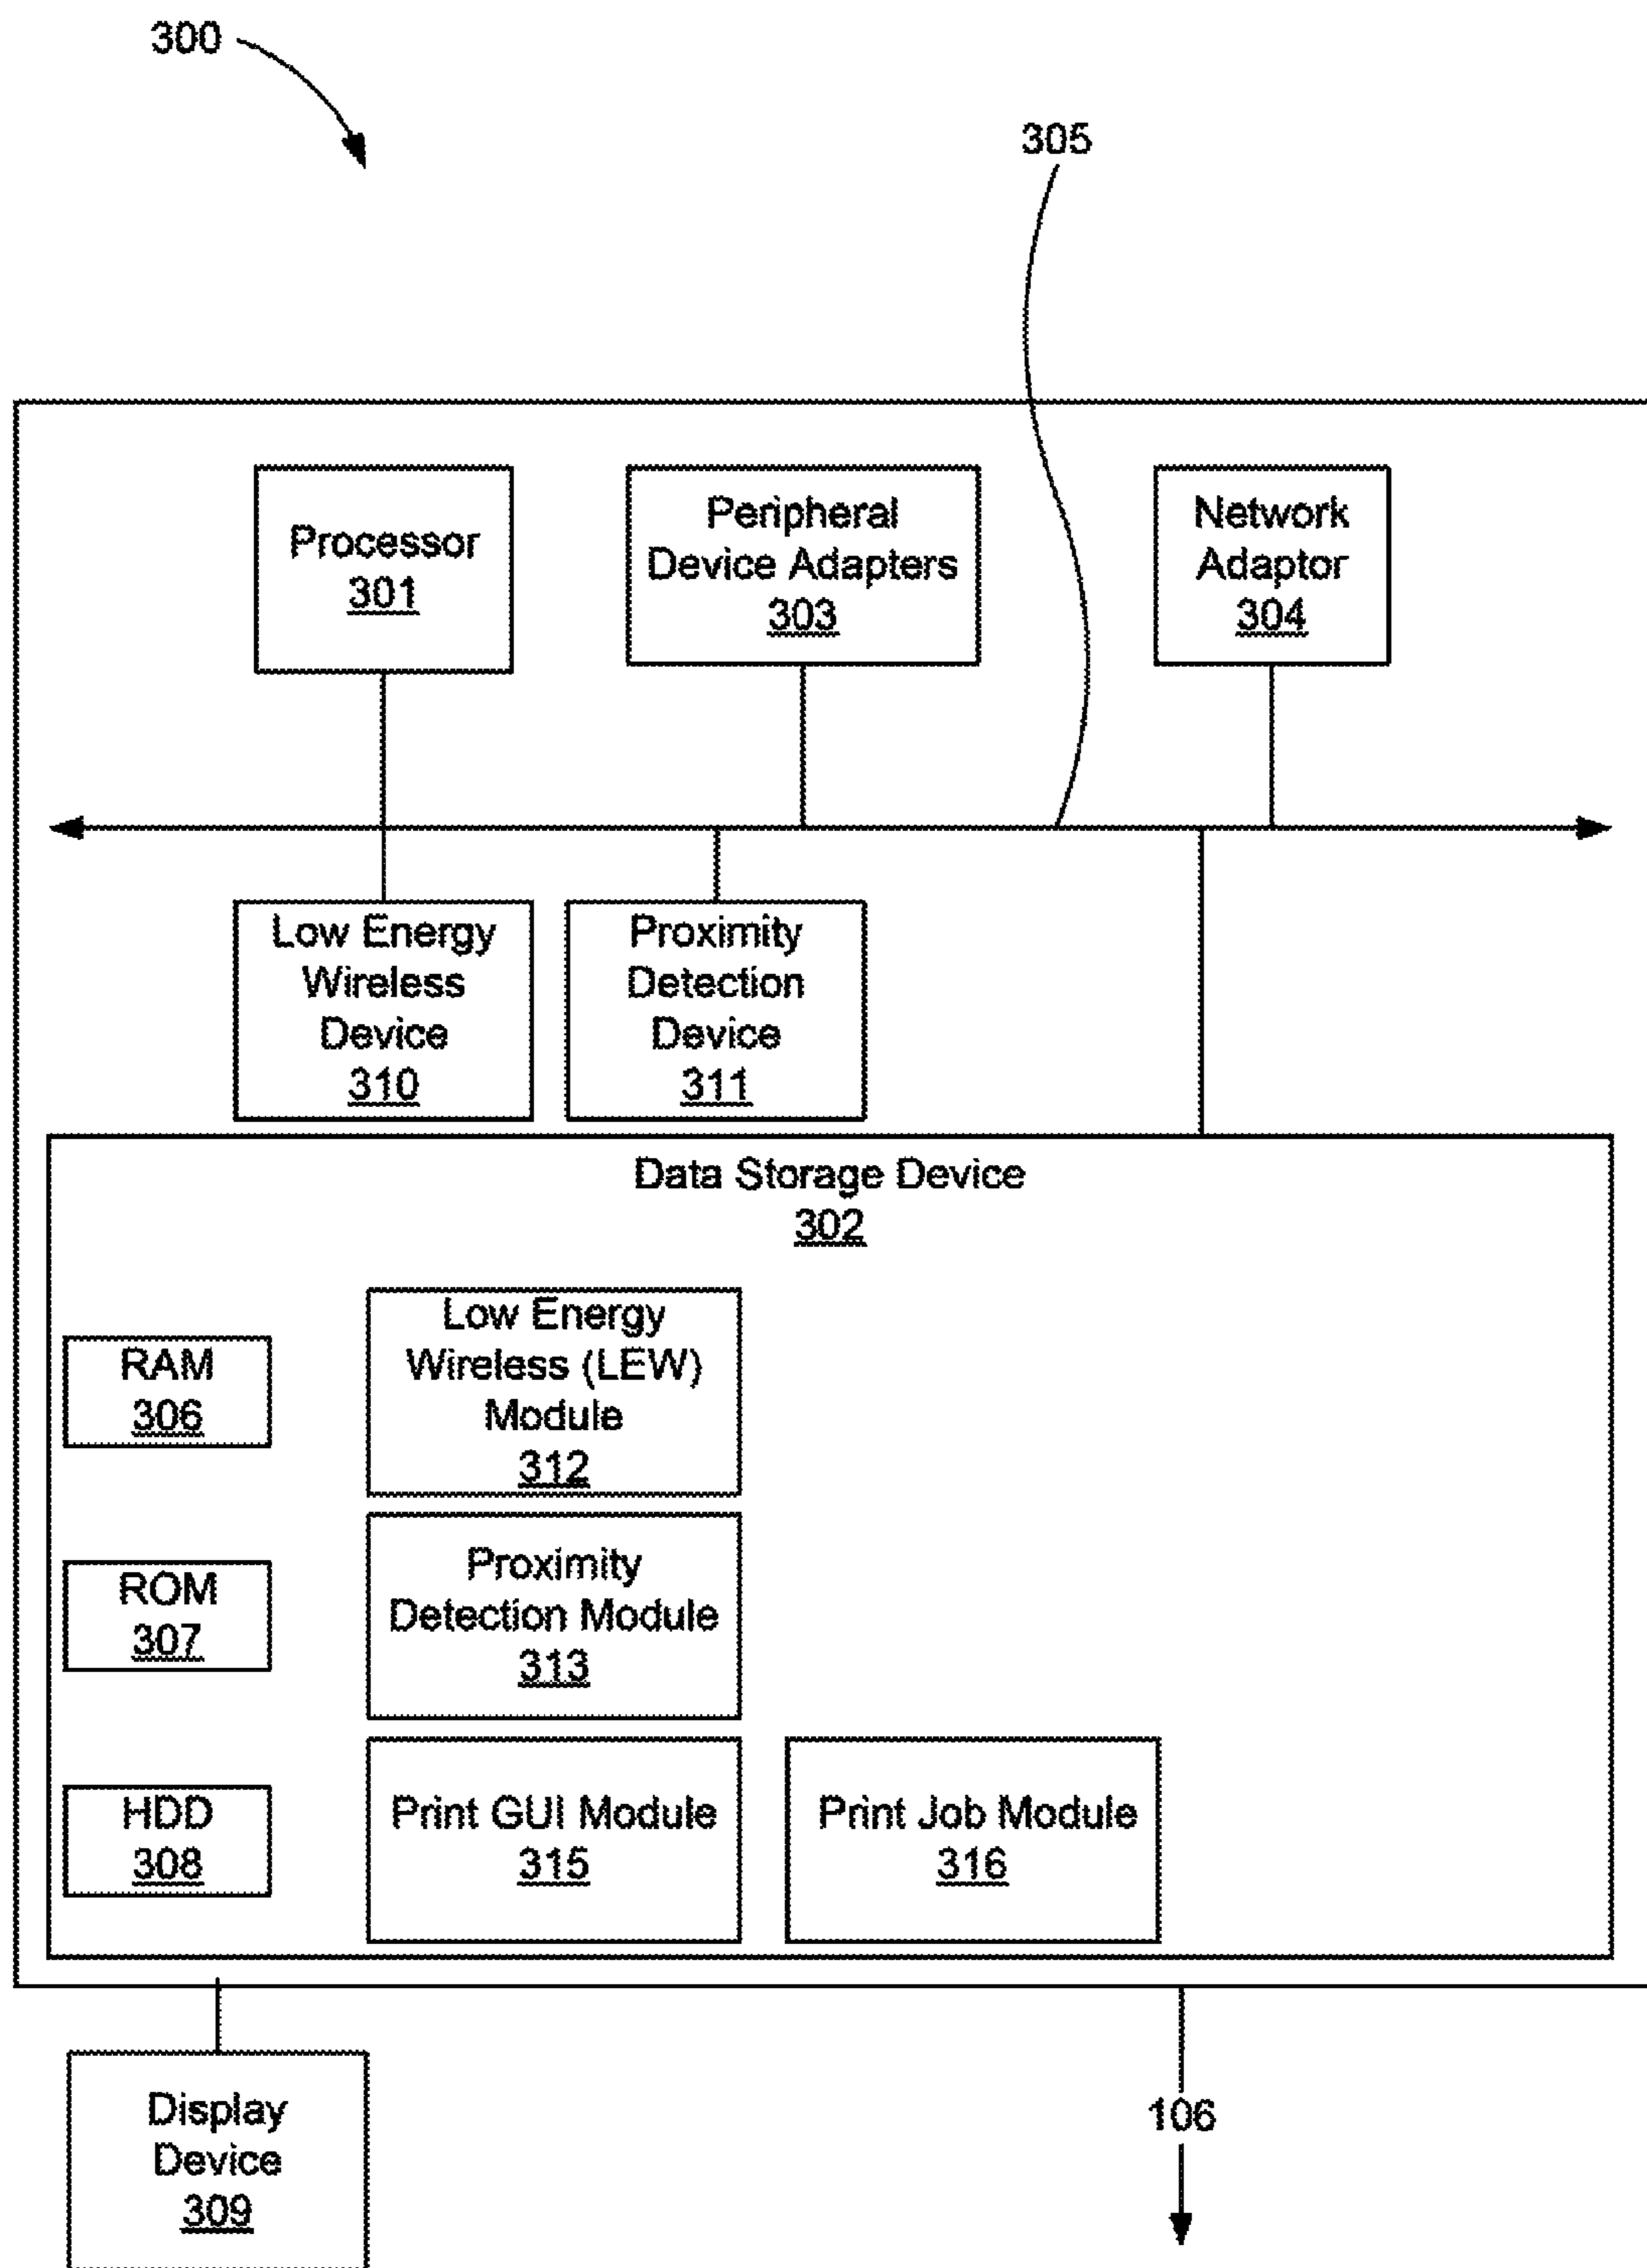 300
305
Processor
301
Peripheral
Device Adapters
303
Network
Adaptor
304
Low Energy
Wireless
Device
310
Proximity
Detection
Device
311
Data Storage Device
302
RAM
306
Low Energy
Wireless (LEW)
Module
312
ROM
307
Proximity
Detection Module
313
HDD
308
Print GUI Module
315
Print Job Module
316
Display
Device
309
106